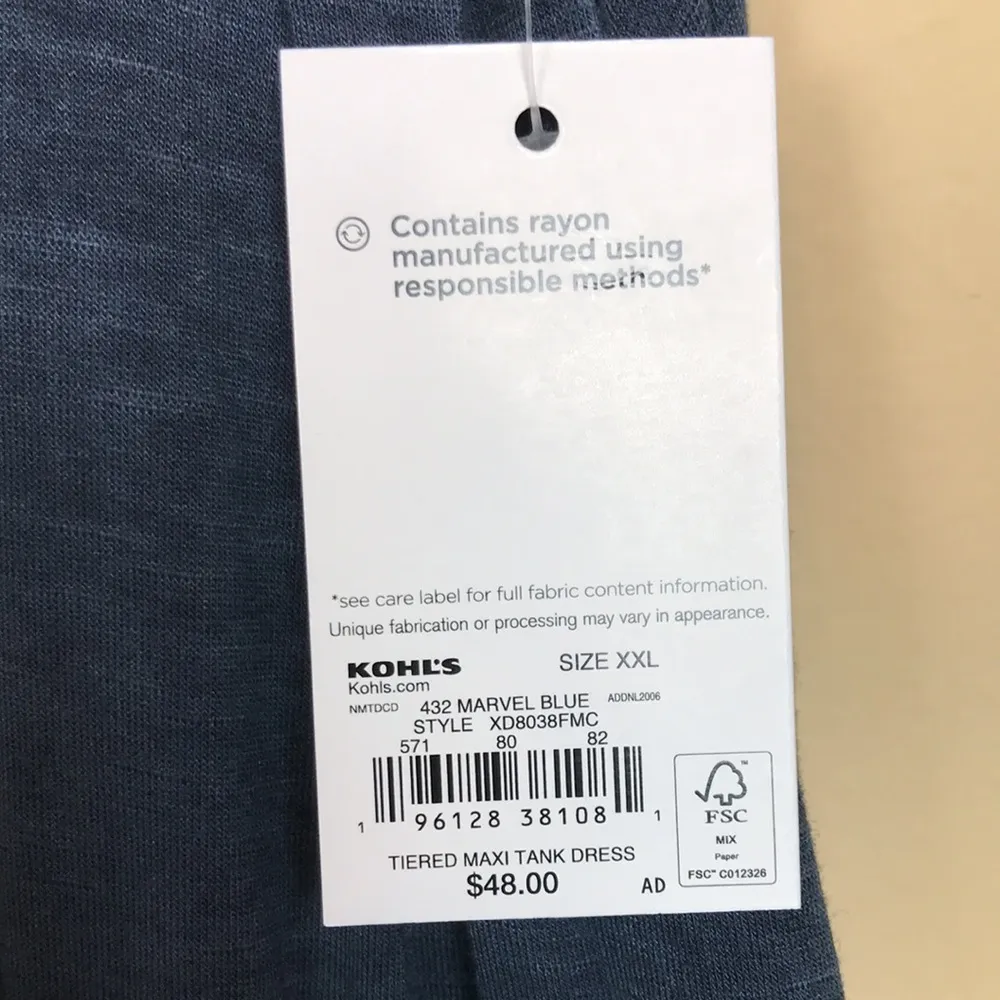 Contains rayon
manufactured using
responsible methods*
*see care label for full fabric content information.
Unique fabrication or processing may vary in appearance.
KOHL'S SIZE XXL
Kohls.com
NMTDCD 432 MARVEL BLUE ADDNL2006
STYLE XD8038FMC
571 80 82
1 96128 38108 1
TIERED MAXI TANK DRESS
$48.00 AD
FSC™
MIX
Paper
FSC™ C012326